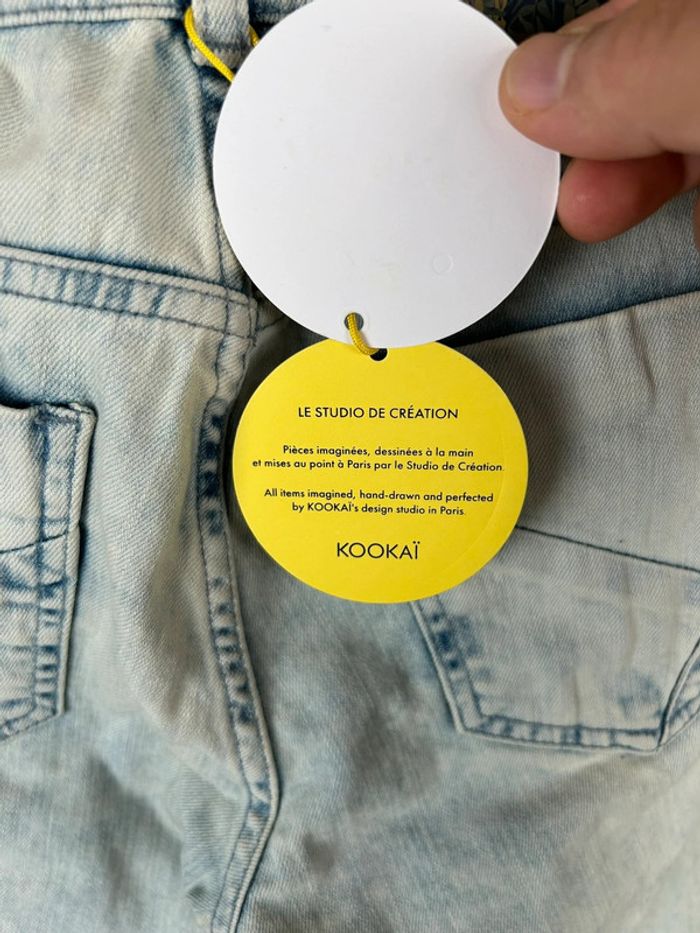 LE STUDIO DE CRÉATION
Pièces imaginées, dessinées à la main
et mises au point à Paris par le Studio de Création.
All items imagined, hand-drawn and perfected
by KOOKAÏ's design studio in Paris.
KOOKAÏ